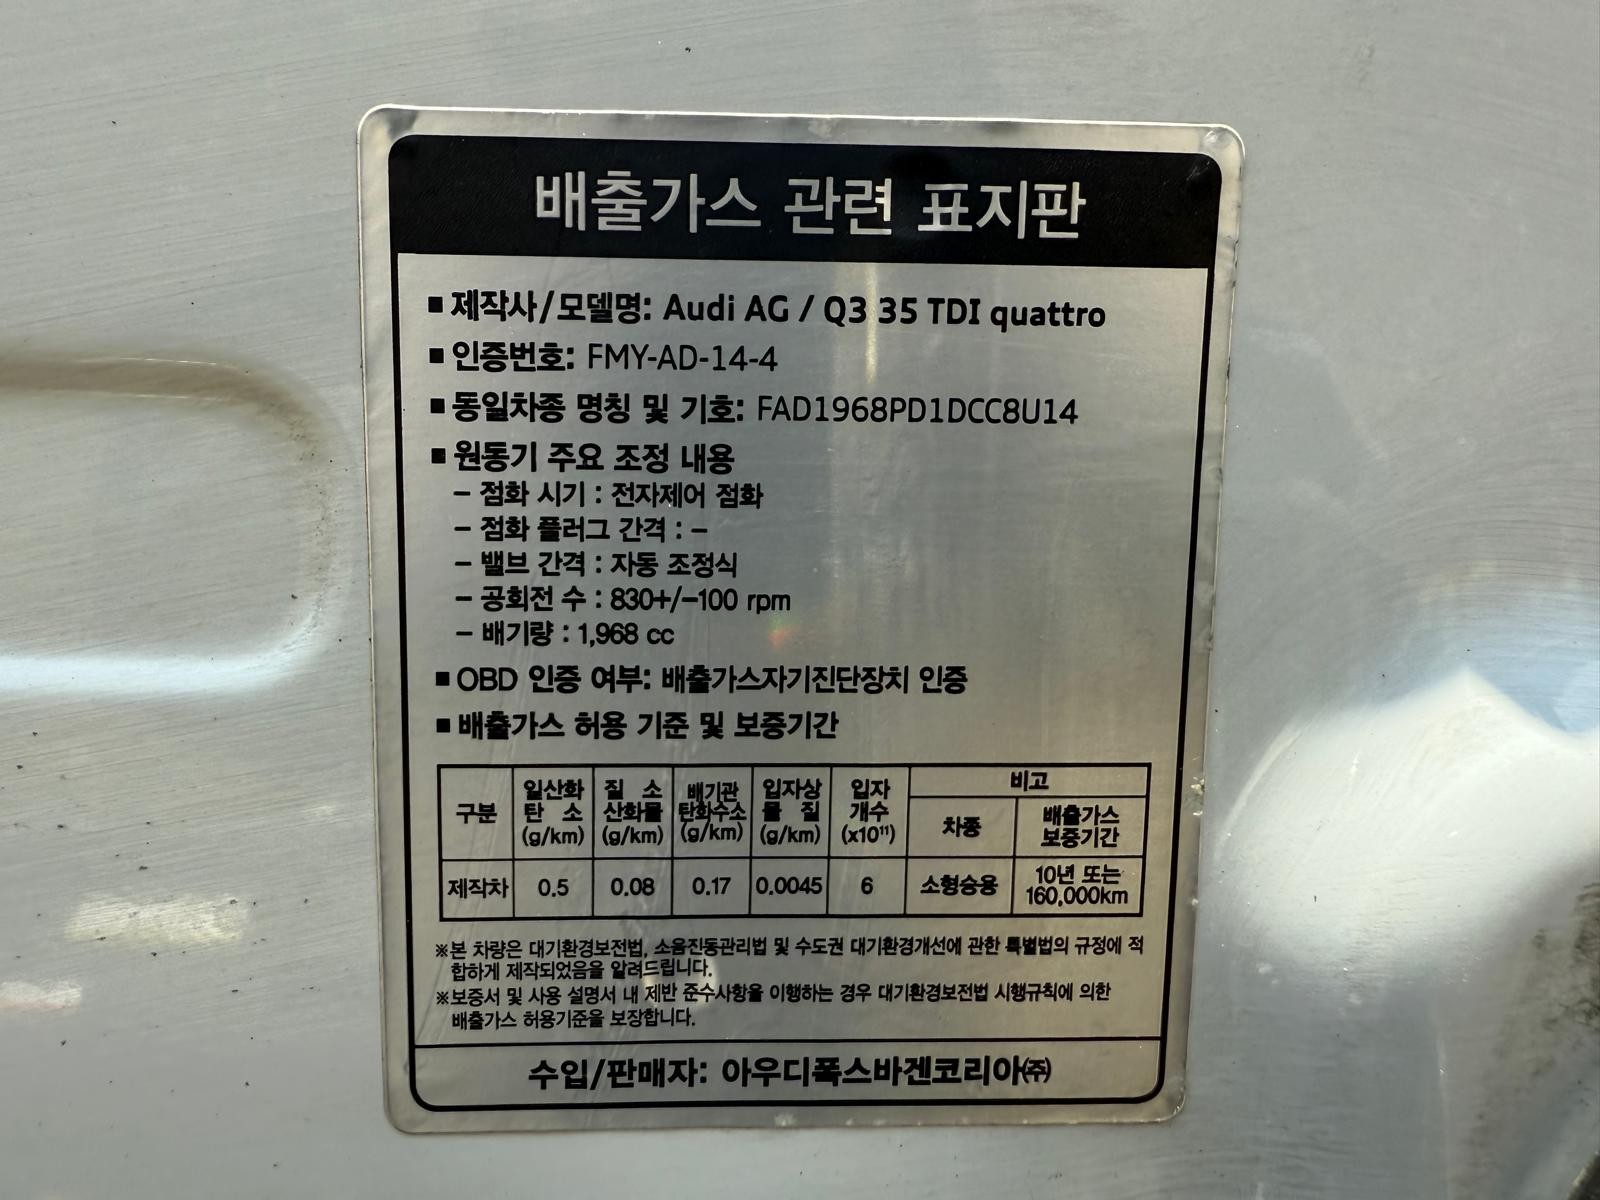 배출가스 관련 표지판
■ 제작사/모델명: Audi AG / Q3 35 TDI quattro
■ 인증번호: FMY-AD-14-4
■ 동일차종 명칭 및 기호: FAD1968PD1DCC8U14
■ 원동기 주요 조정 내용
– 점화 시기 : 전자제어 점화
– 점화 플러그 간격 : –
– 밸브 간격 : 자동 조정식
– 공회전 수 : 830+/–100 rpm
– 배기량 : 1,968 cc
■ OBD 인증 여부: 배출가스자기진단장치 인증
■ 배출가스 허용 기준 및 보증기간
구분 일산화 탄 소 (g/km) 질 소 산화물 (g/km) 배기관 탄화수소 (g/km) 입자상 물 질 (g/km) 입자 개수 (x10¹¹) 비고
차종 배출가스 보증기간
제작차 0.5 0.08 0.17 0.0045 6 소형승용 10년 또는 160,000km
※본 차량은 대기환경보전법, 소음진동관리법 및 수도권 대기환경개선에 관한 특별법의 규정에 적
합하게 제작되었음을 알려드립니다.
※보증서 및 사용 설명서 내 제반 준수사항을 이행하는 경우 대기환경보전법 시행규칙에 의한
배출가스 허용기준을 보장합니다.
수입/판매자: 아우디폭스바겐코리아㈜